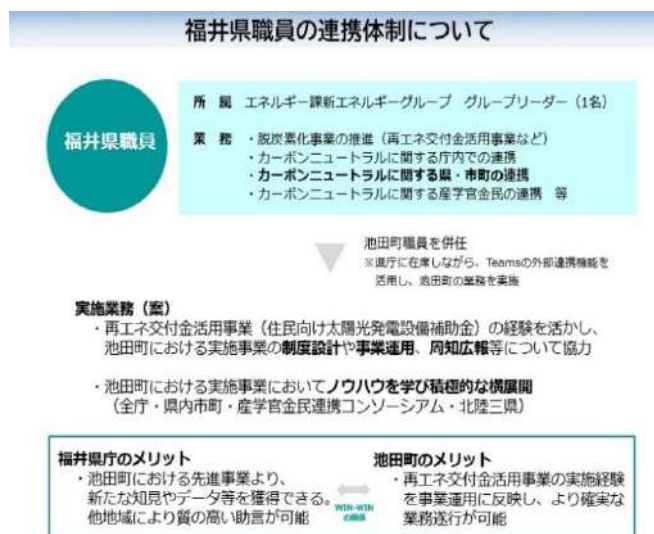 福井県職員の連携体制について
福井県職員
所 属 エネルギー課新エネルギーグループ グループリーダー（1名）
業 務 ・脱炭素化事業の推進（再エネ交付金活用事業など）
・カーボンニュートラルに関する庁内での連携
・カーボンニュートラルに関する県・市町の連携
・カーボンニュートラルに関する産学官金民の連携 等
池田町職員を併任
※県庁に在席しながら、Teamsの外部連携機能を
活用し、池田町の業務を実施
実施業務（案）
・再エネ交付金活用事業（住民向け太陽光発電設備補助金）の経験を活かし、
池田町における実施事業の制度設計や事業運用、周知広報等について協力
・池田町における実施事業においてノウハウを学び積極的な横展開
（全庁・県内市町・産学官金民連携コンソーシアム・北陸三県）
福井県庁のメリット
・池田町における先進事業より、
新たな知見やデータ等を獲得できる。
他地域により質の高い助言が可能
WIN-WIN
の関係
池田町のメリット
・再エネ交付金活用事業の実施経験
を事業運用に反映し、より確実な
業務遂行が可能